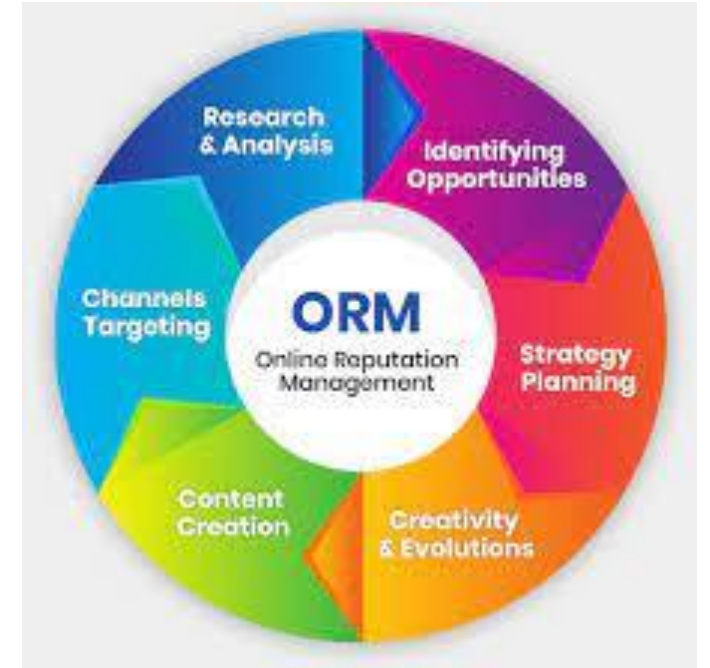 ORM
Online Reputation
Management
Research
& Analysis
Identifying
Opportunities
Strategy
Planning
Creativity
& Evolutions
Content
Creation
Channels
Targeting